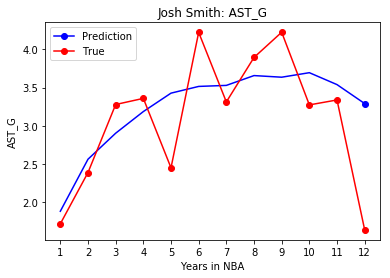 Josh Smith: AST_G
Prediction
True
4.0
3.5
3.0
2.5
2.0
AST_G
1 2 3 4 5 6 7 8 9 10 11 12
Years in NBA